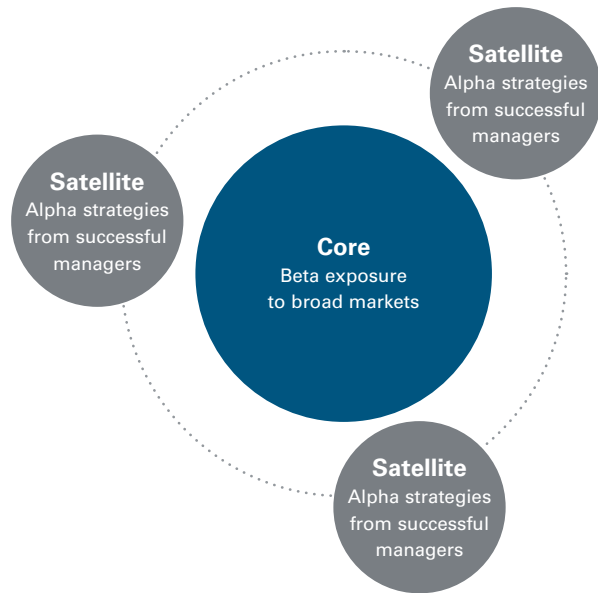 Satellite
Alpha strategies
from successful
managers
Satellite
Alpha strategies
from successful
managers
Core
Beta exposure
to broad markets
Satellite
Alpha strategies
from successful
managers